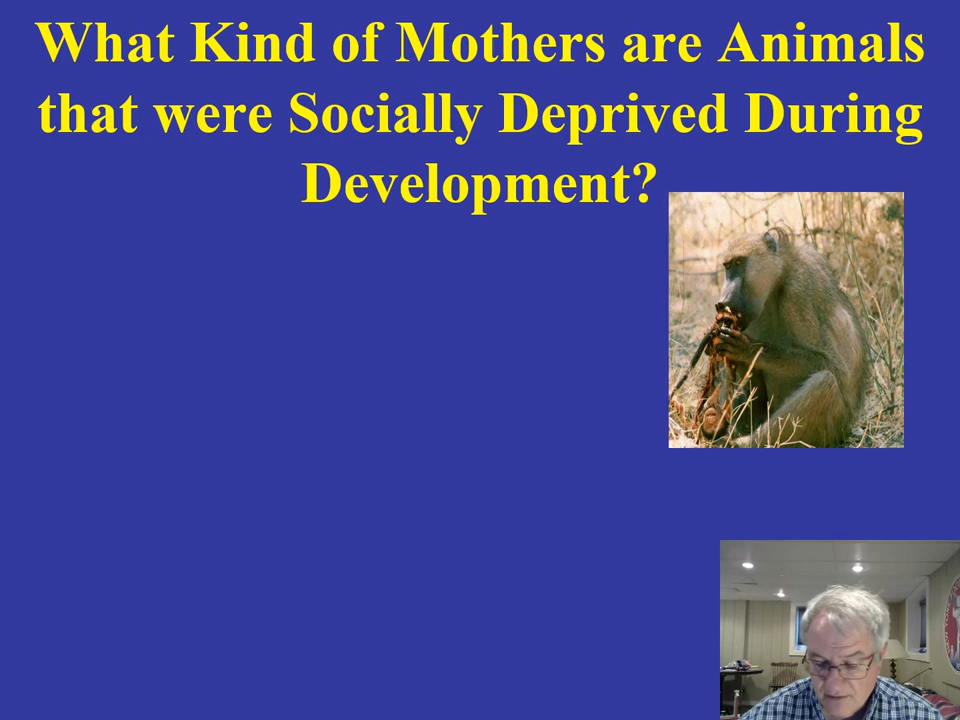 What Kind of Mothers are Animals
that were Socially Deprived During
Development?